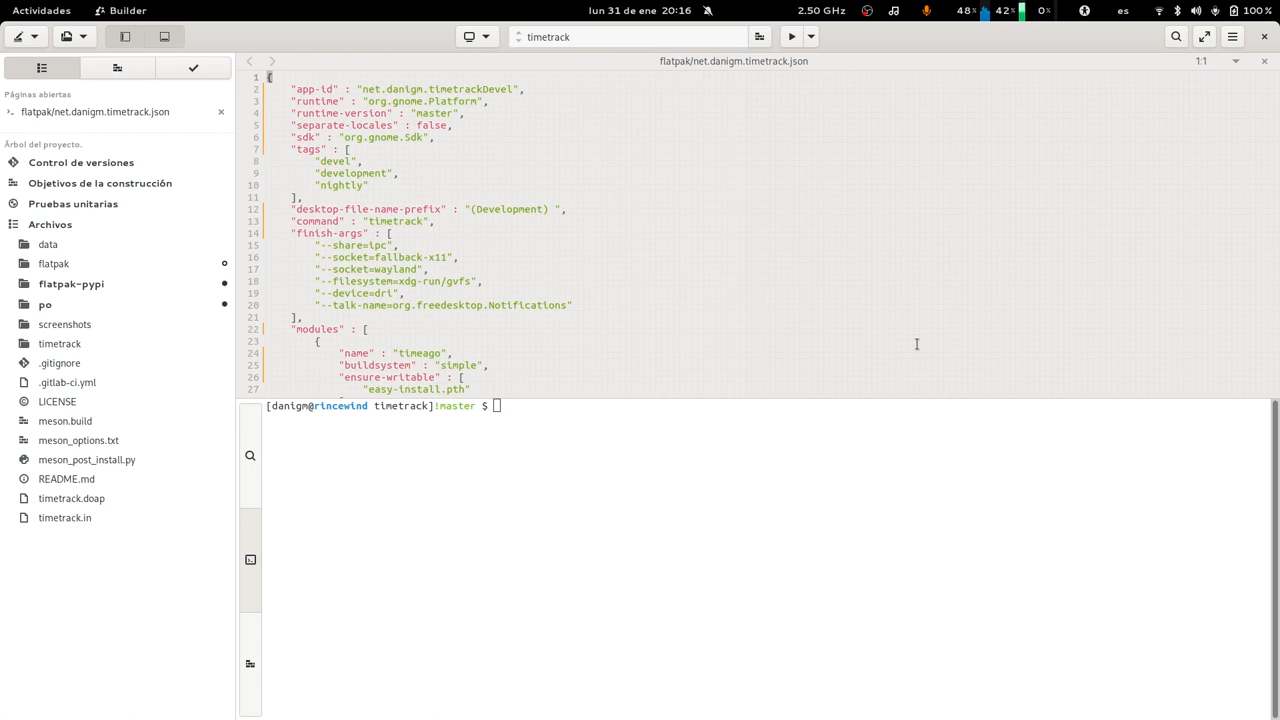 Actividades
Builder
lun 31 de ene 20:16
2.50 GHz
48%
42%
0%
es
100 %
timetrack
flatpak/net.danigm.timetrack.json
1:1
Páginas abiertas
flatpak/net.danigm.timetrack.json
Árbol del proyecto.
Control de versiones
Objetivos de la construcción
Pruebas unitarias
Archivos
data
flatpak
flatpak-pypi
po
screenshots
timetrack
.gitignore
.gitlab-ci.yml
LICENSE
meson.build
meson_options.txt
meson_post_install.py
README.md
timetrack.doap
timetrack.in
1 {
2 "app-id" : "net.danigm.timetrackDevel",
3 "runtime" : "org.gnome.Platform",
4 "runtime-version" : "master",
5 "separate-locales" : false,
6 "sdk" : "org.gnome.Sdk",
7 "tags" : [
8 "devel",
9 "development",
10 "nightly"
11 ],
12 "desktop-file-name-prefix" : "(Development) ",
13 "command" : "timetrack",
14 "finish-args" : [
15 "--share=ipc",
16 "--socket=fallback-x11",
17 "--socket=wayland",
18 "--filesystem=xdg-run/gvfs",
19 "--device=dri",
20 "--talk-name=org.freedesktop.Notifications"
21 ],
22 "modules" : [
23 {
24 "name" : "timeago",
25 "buildsystem" : "simple",
26 "ensure-writable" : [
27 "easy-install.pth"
[danigm@rincewind timetrack]!master $